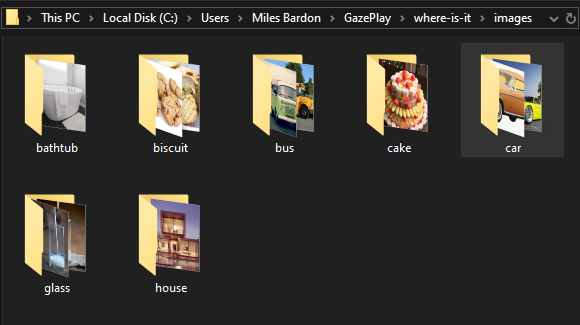 This PC > Local Disk (C:) > Users > Miles Bardon > GazePlay > where-is-it > images
bathtub biscuit bus cake car
glass house